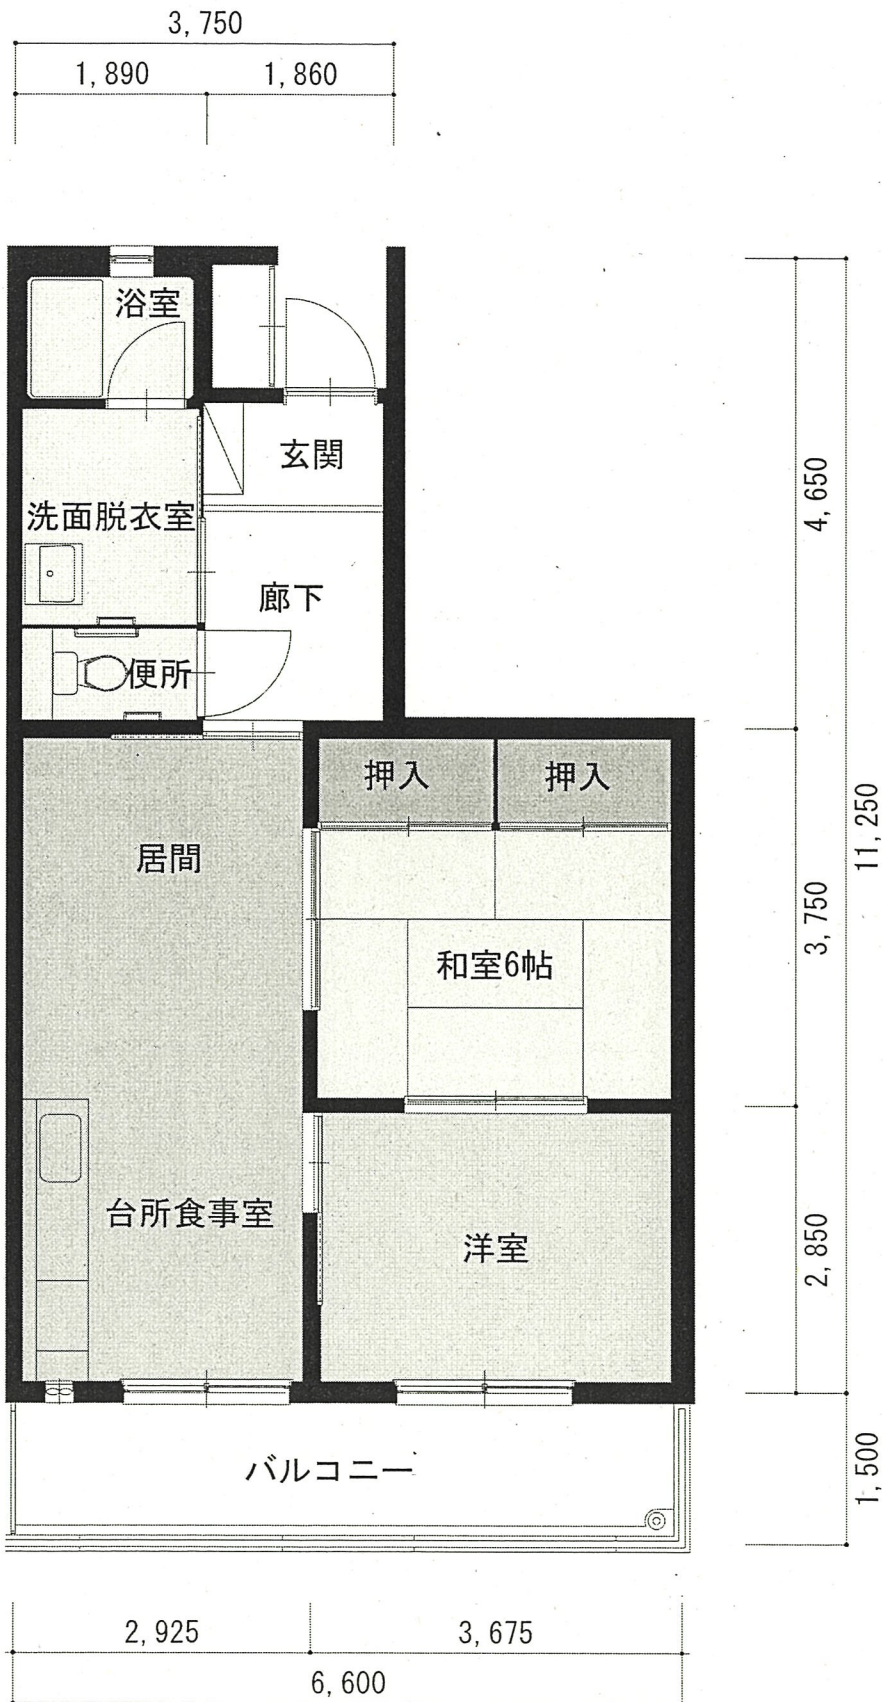 3,750
1,890
1,860
浴室
玄関
洗面脱衣室
廊下
便所
押入
押入
居間
和室6帖
台所食事室
洋室
バルコニー
4,650
3,750
2,850
11,250
1,500
2,925
3,675
6,600